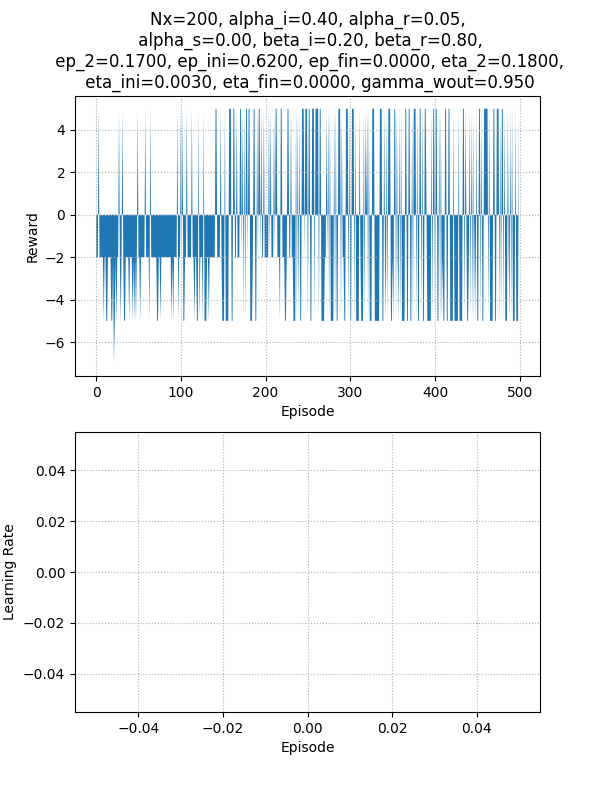 Nx=200, alpha_i=0.40, alpha_r=0.05,
alpha_s=0.00, beta_i=0.20, beta_r=0.80,
ep_2=0.1700, ep_ini=0.6200, ep_fin=0.0000, eta_2=0.1800,
eta_ini=0.0030, eta_fin=0.0000, gamma_wout=0.950
4
2
0
−2
−4
−6
Reward
0 100 200 300 400 500
Episode
0.04
0.02
0.00
−0.02
−0.04
Learning Rate
−0.04 −0.02 0.00 0.02 0.04
Episode